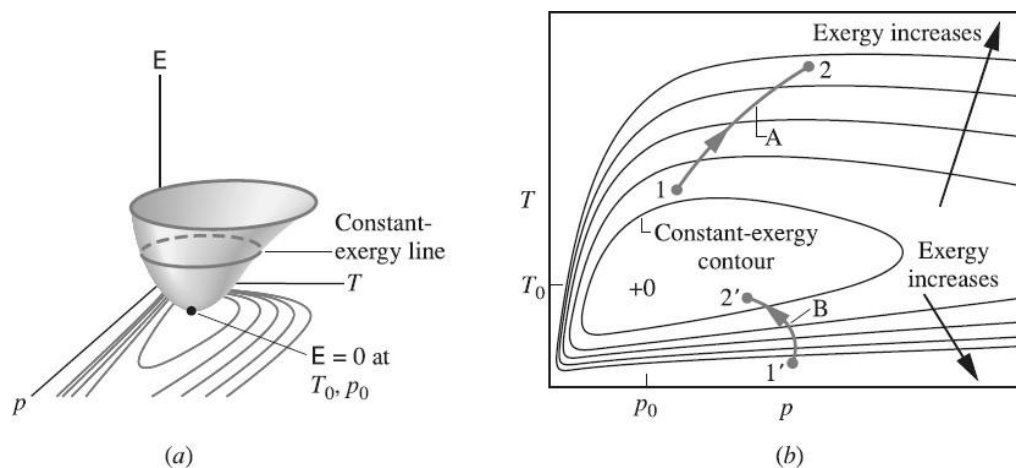 E
Constant-
exergy line
T
E = 0 at
T₀, p₀
p
(a)
Exergy increases
2
A
1
T
Constant-exergy
contour
Exergy
increases
T₀
+0
2′
B
1′
p₀
p
(b)